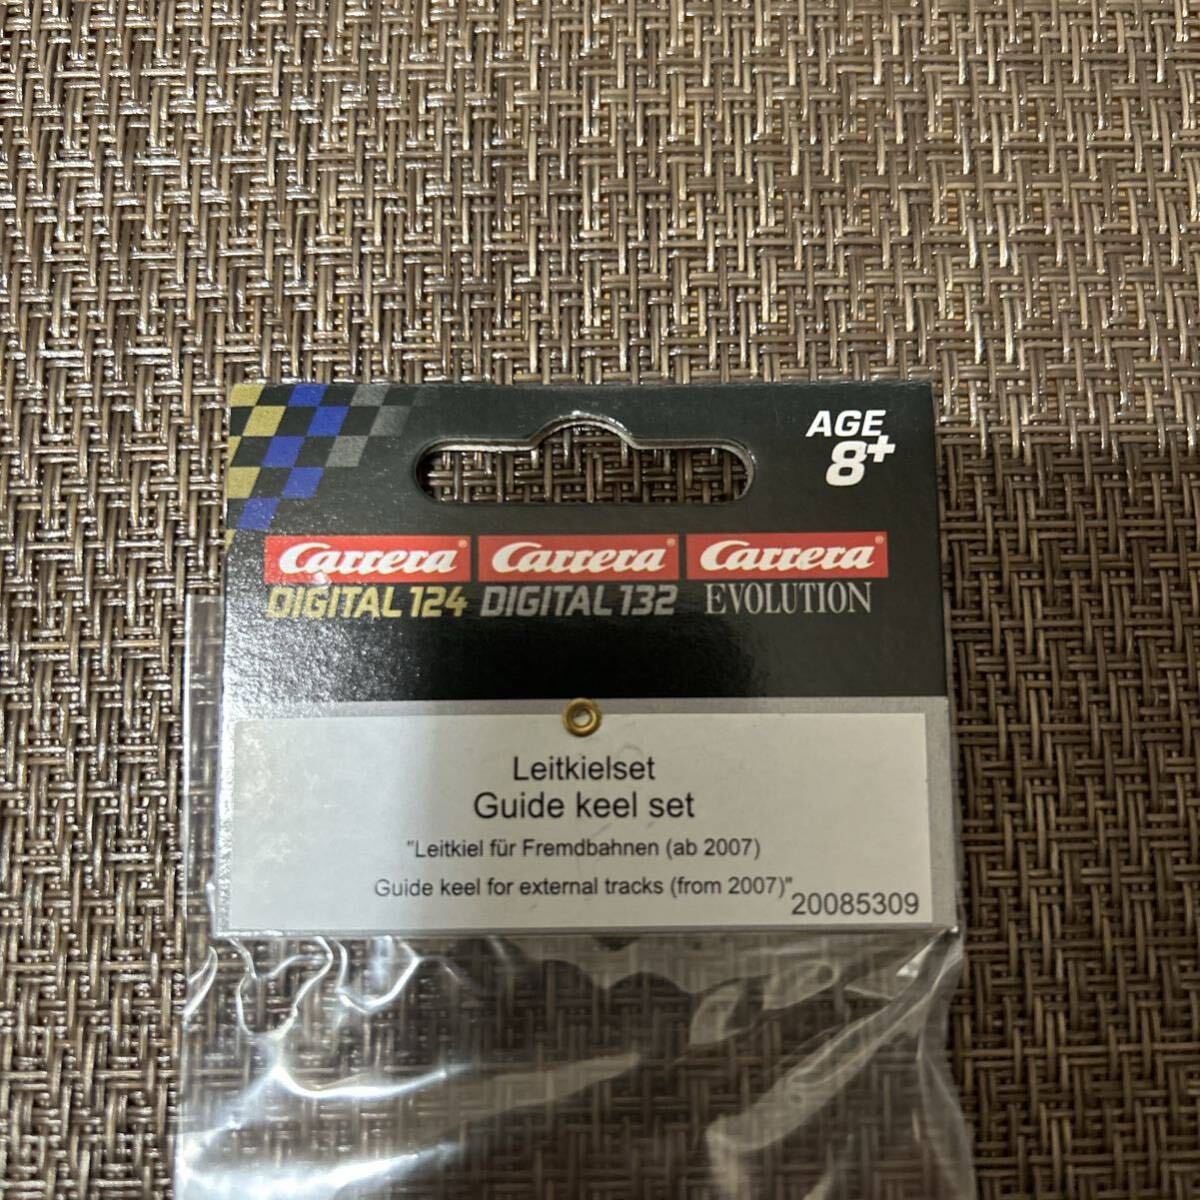 AGE
8+
Carrera® Carrera® Carrera®
DIGITAL 124 DIGITAL 132 EVOLUTION
Leitkielset
Guide keel set
"Leitkiel für Fremdbahnen (ab 2007)
Guide keel for external tracks (from 2007)"
20085309